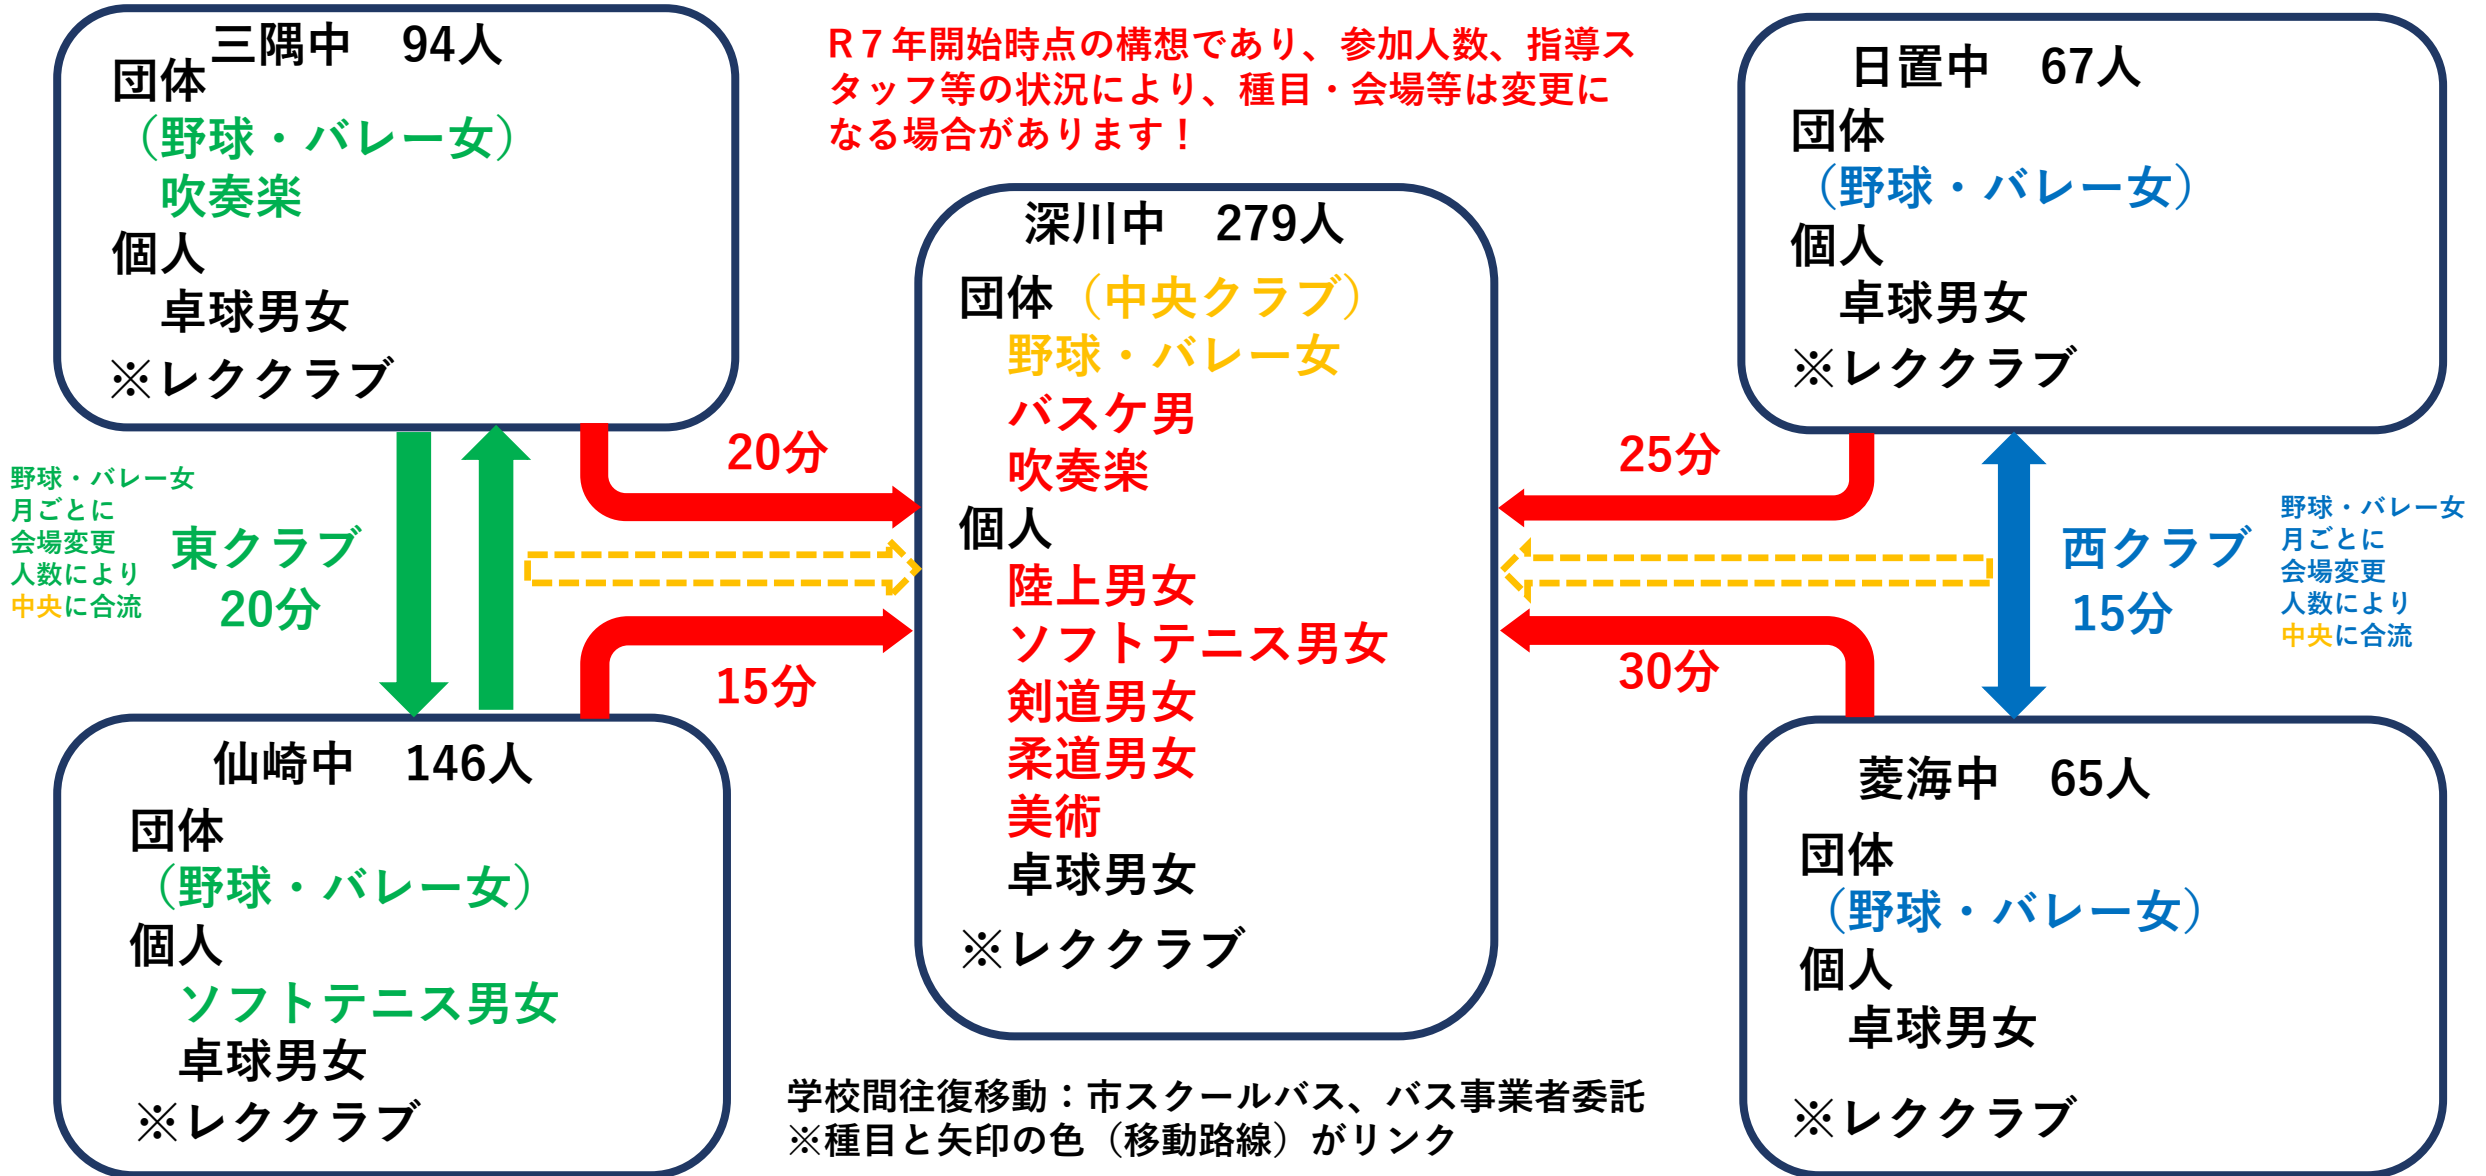 三隅中　94人
団体
（野球・バレー女）
吹奏楽
個人
卓球男女
※レククラブ
Ｒ７年開始時点の構想であり、参加人数、指導ス
タッフ等の状況により、種目・会場等は変更に
なる場合があります！
日置中　67人
団体
（野球・バレー女）
個人
卓球男女
※レククラブ
深川中　279人
団体（中央クラブ）
野球・バレー女
バスケ男
吹奏楽
個人
陸上男女
ソフトテニス男女
剣道男女
柔道男女
美術
卓球男女
※レククラブ
野球・バレー女
月ごとに
会場変更
人数により
中央に合流
東クラブ
20分
20分
15分
25分
30分
西クラブ
15分
野球・バレー女
月ごとに
会場変更
人数により
中央に合流
仙崎中　146人
団体
（野球・バレー女）
個人
ソフトテニス男女
卓球男女
※レククラブ
菱海中　65人
団体
（野球・バレー女）
個人
卓球男女
※レククラブ
学校間往復移動：市スクールバス、バス事業者委託
※種目と矢印の色（移動路線）がリンク